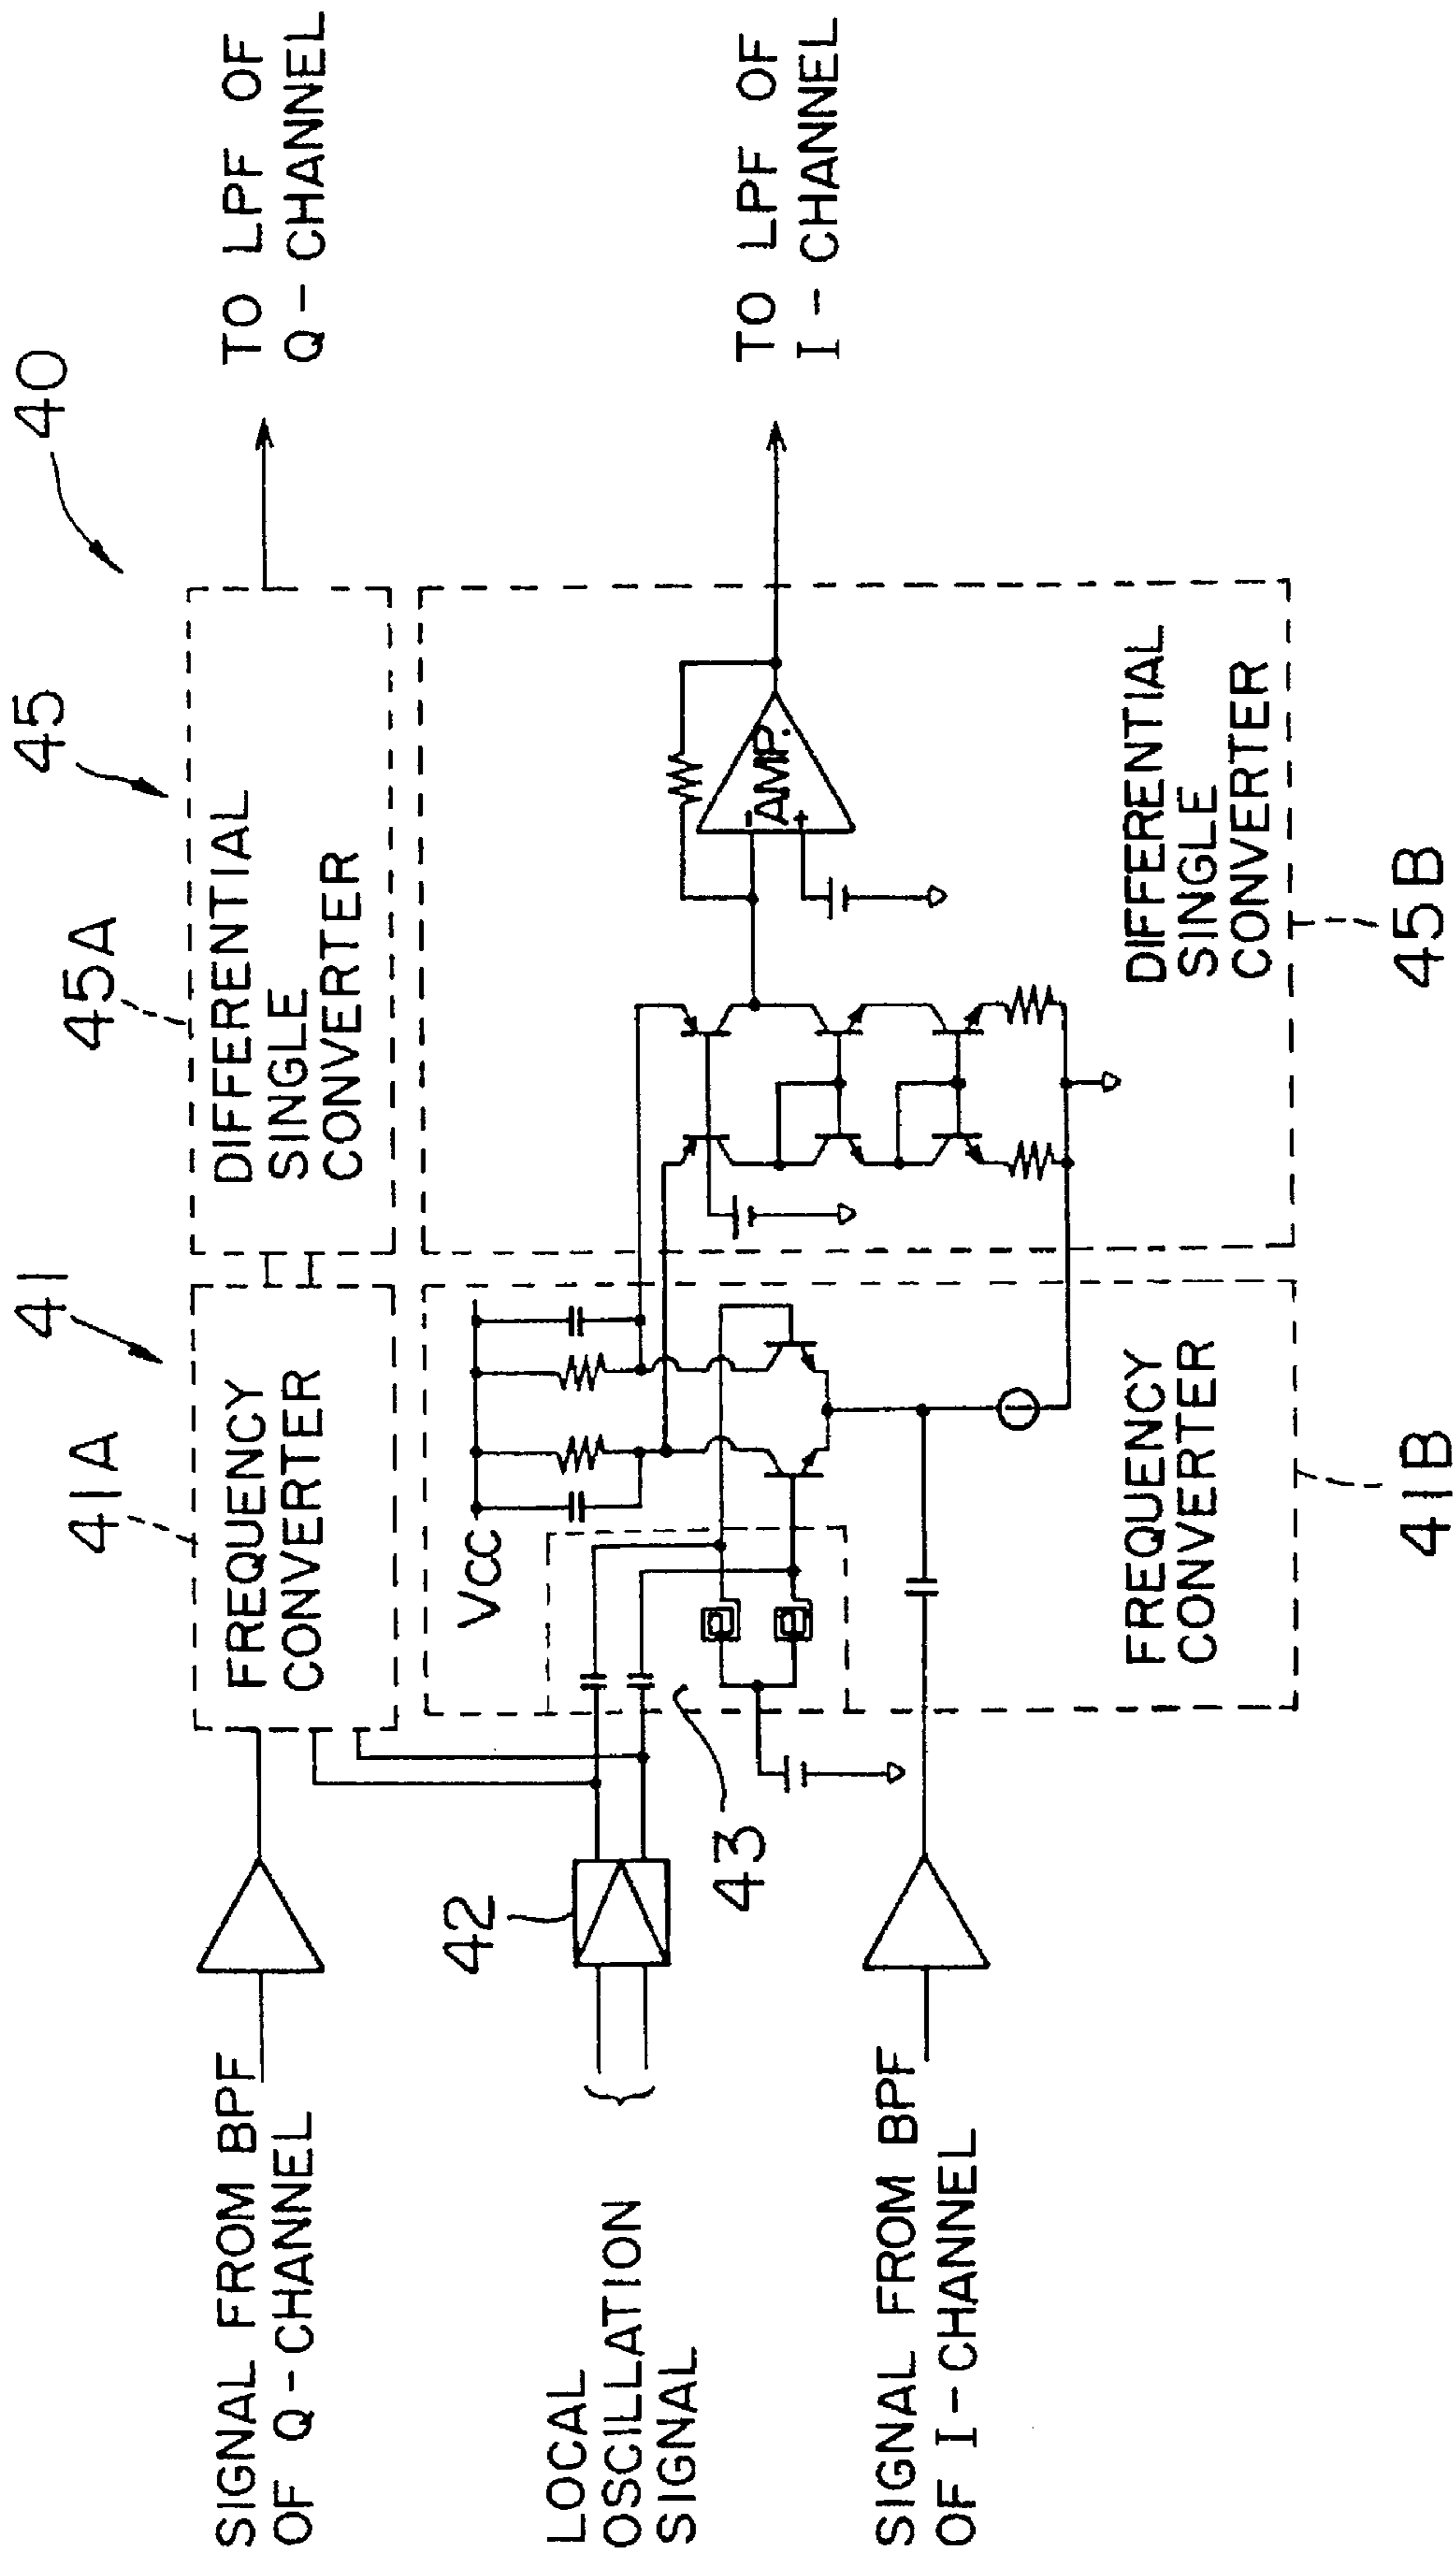 40
41
45
41A
45A
SIGNAL FROM BPF
OF Q-CHANNEL
FREQUENCY
CONVERTER
DIFFERENTIAL
SINGLE
CONVERTER
TO LPF OF
Q-CHANNEL
42
VCC
LOCAL
OSCILLATION
SIGNAL
43
- AMP.
+
TO LPF OF
I-CHANNEL
SIGNAL FROM BPF
OF I-CHANNEL
FREQUENCY
CONVERTER
DIFFERENTIAL
SINGLE
CONVERTER
41B
45B